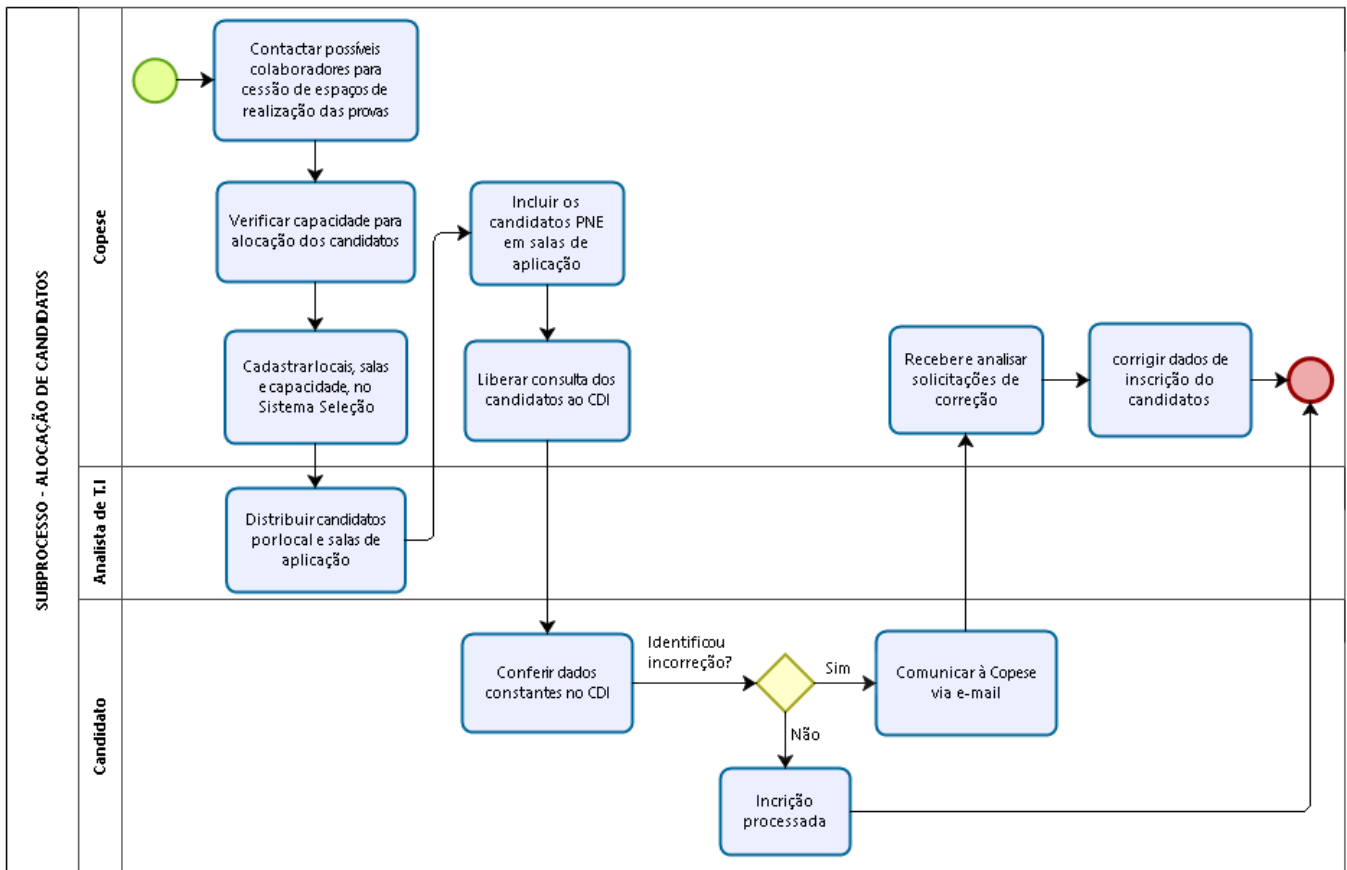 SUBPROCESSO - ALOCAÇÃO DE CANDIDATOS
Copese
Contactar possíveis
colaboradores para
cessão de espaços de
realização das provas
Verificar capacidade para
alocação dos candidatos
Cadastrar locais, salas
e capacidade, no
Sistema Seleção
Incluir os
candidatos PNE
em salas de
aplicação
Liberar consulta dos
candidatos ao CDI
Receber e analisar
solicitações de
correção
corrigir dados de
inscrição do
candidatos
Analista de T.I
Distribuir candidatos
por local e salas de
aplicação
Candidato
Conferir dados
constantes no CDI
Identificou
incorreção?
Sim
Comunicar à Copese
via e-mail
Não
Incrição
processada